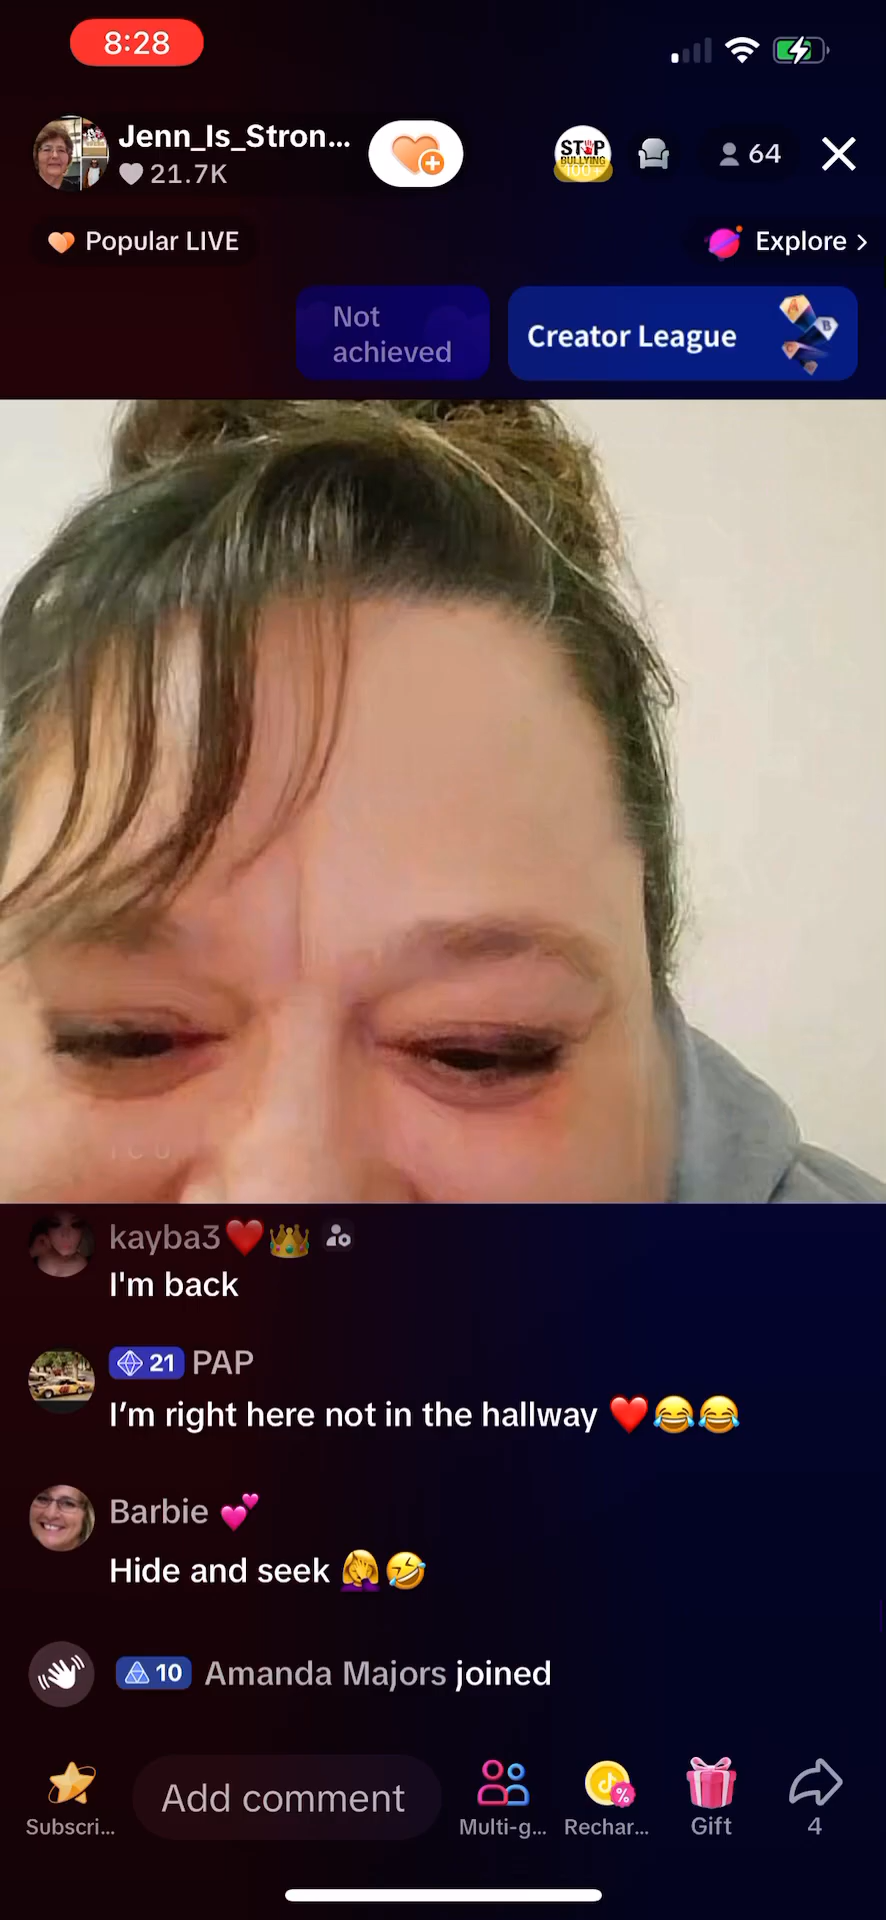 8:28
Jenn_Is_Stron...
21.7K
STOP
BULLYING
100+
64
Popular LIVE
Explore >
Not
achieved
Creator League
kayba3❤️👑
I'm back
21 PAP
I’m right here not in the hallway ❤️😂😂
Barbie 💕
Hide and seek 🤦‍♀️🤣
10 Amanda Majors joined
Subscri...
Add comment
Multi-g...
Rechar...
Gift
4